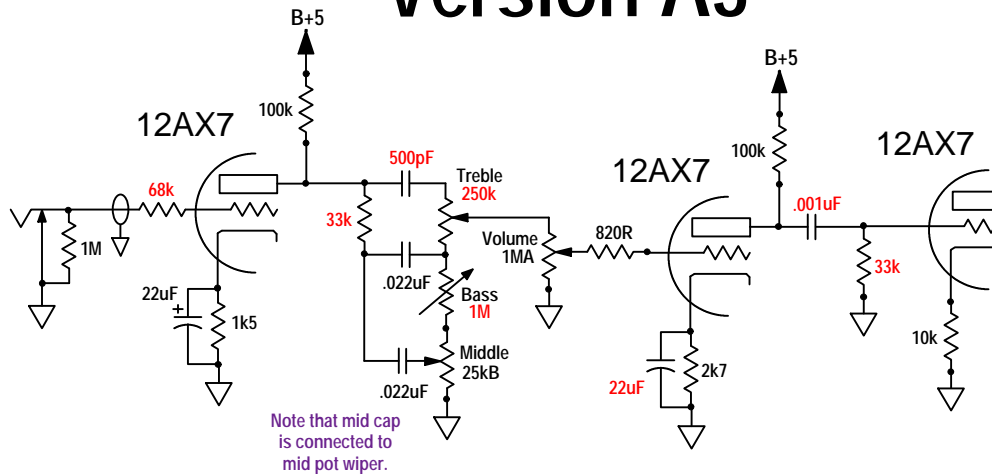 Version A5
B+5
B+5
100k
12AX7
500pF
Treble
250k
68k
33k
1M
Volume
1MA
820R
.022uF
Bass
1M
22uF
1k5
Middle
25kB
.022uF
Note that mid cap
is connected to
mid pot wiper.
12AX7
100k
.001uF
12AX7
33k
22uF
2k7
10k